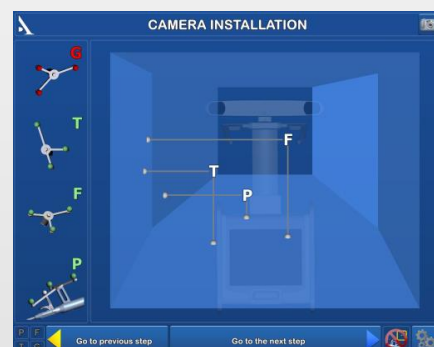 CAMERA INSTALLATION
G
T
F
P
F
T
P
P F
T G
Go to previous step
Go to the next step